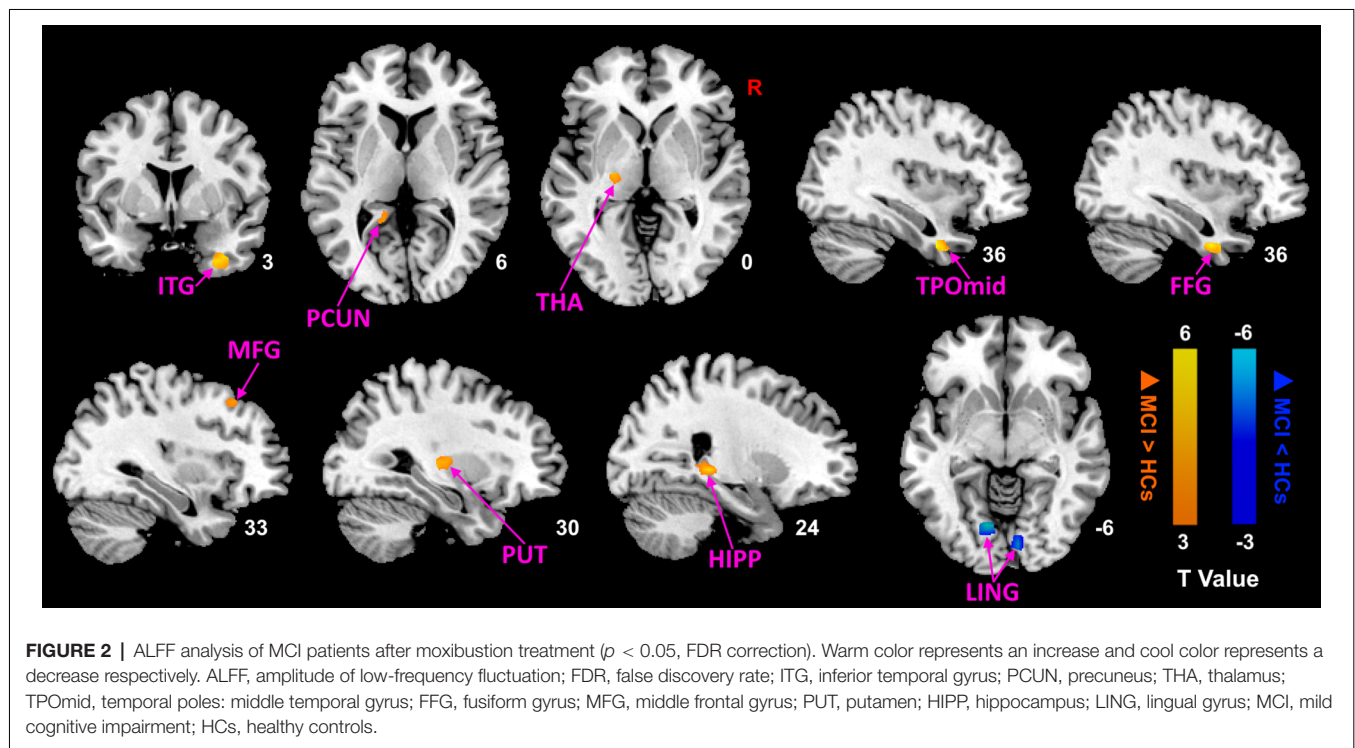 R
3
ITG
6
PCUN
0
THA
36
TPOmid
36
FFG
MFG
33
30
PUT
24
HIPP
-6
LING
6 -6
▲ MCI > HCs
▲ MCI < HCs
3 -3
T Value
FIGURE 2 | ALFF analysis of MCI patients after moxibustion treatment (p < 0.05, FDR correction). Warm color represents an increase and cool color represents a
decrease respectively. ALFF, amplitude of low-frequency fluctuation; FDR, false discovery rate; ITG, inferior temporal gyrus; PCUN, precuneus; THA, thalamus;
TPOmid, temporal poles: middle temporal gyrus; FFG, fusiform gyrus; MFG, middle frontal gyrus; PUT, putamen; HIPP, hippocampus; LING, lingual gyrus; MCI, mild
cognitive impairment; HCs, healthy controls.